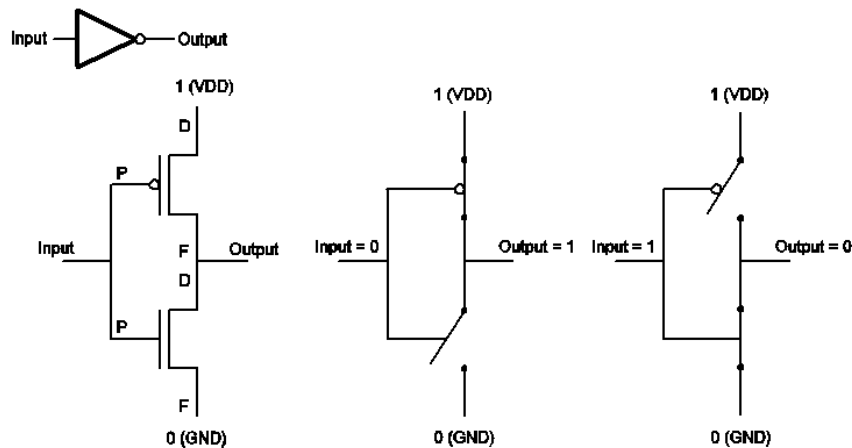 Input Output
1 (VDD) 1 (VDD) 1 (VDD)
D
P
Input F Output Input = 0 Output = 1 Input = 1 Output = 0
D
P
F
0 (GND) 0 (GND) 0 (GND)